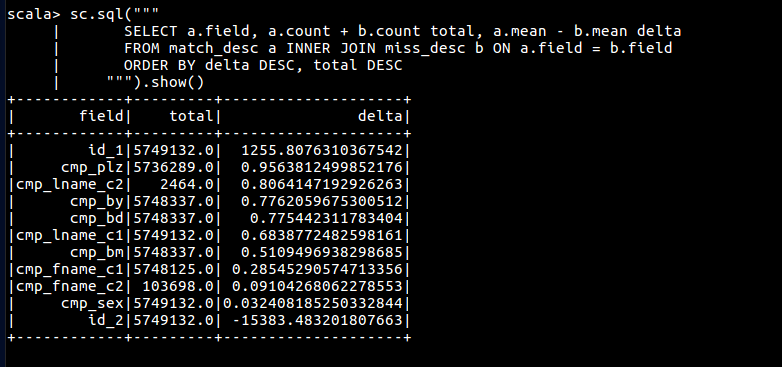 scala> sc.sql("""
     |       SELECT a.field, a.count + b.count total, a.mean - b.mean delta
     |       FROM match_desc a INNER JOIN miss_desc b ON a.field = b.field
     |       ORDER BY delta DESC, total DESC
     |     """).show()
+------------+---------+--------------------+
|       field|    total|               delta|
+------------+---------+--------------------+
|        id_1|5749132.0|  1255.8076310367542|
|     cmp_plz|5736289.0|  0.9563812499852176|
|cmp_lname_c2|   2464.0|  0.8064147192926263|
|      cmp_by|5748337.0|  0.7762059675300512|
|      cmp_bd|5748337.0|   0.775442311783404|
|cmp_lname_c1|5749132.0|  0.6838772482598161|
|      cmp_bm|5748337.0|  0.5109496938298685|
|cmp_fname_c1|5748125.0| 0.28545290574713356|
|cmp_fname_c2| 103698.0| 0.09104268062278553|
|     cmp_sex|5749132.0|0.032408185250332844|
|        id_2|5749132.0| -15383.483201807663|
+------------+---------+--------------------+